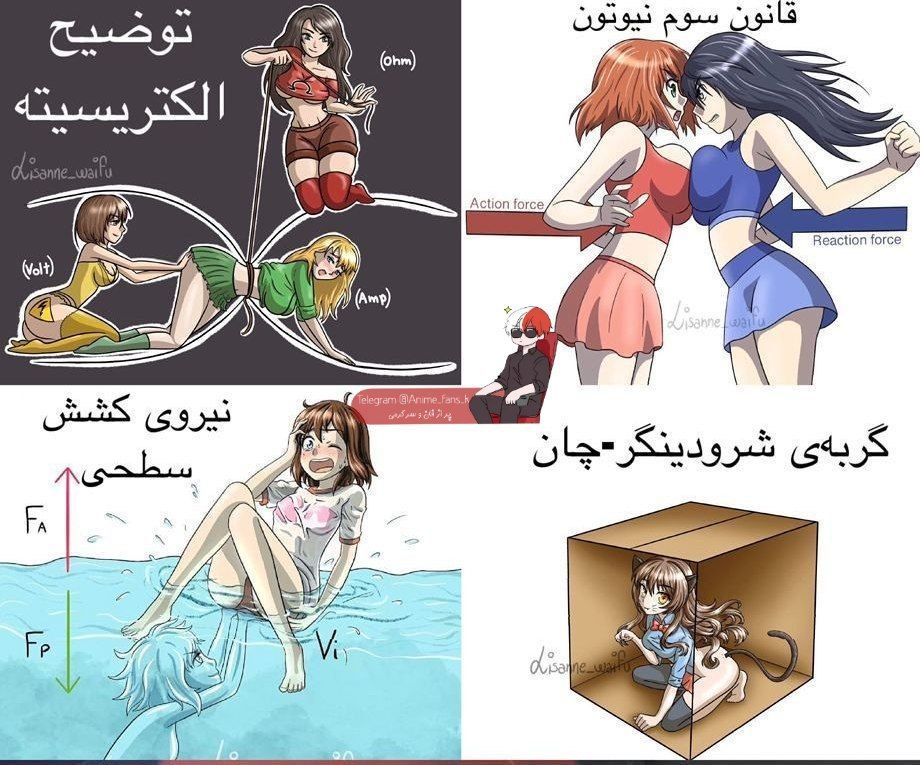 توضیح
الکتریسیته
(Ohm)
Lisanne_waifu
(Volt)
(Amp)
قانون سوم نیوتون
Action force
Reaction force
Lisanne_waifu
Telegram @Anime_fans_k
نیروی کشش
سطحی
FA
FP
Vi
Lisanne_waifu
گربه‌ی شرودینگر-چان
Lisanne_waifu